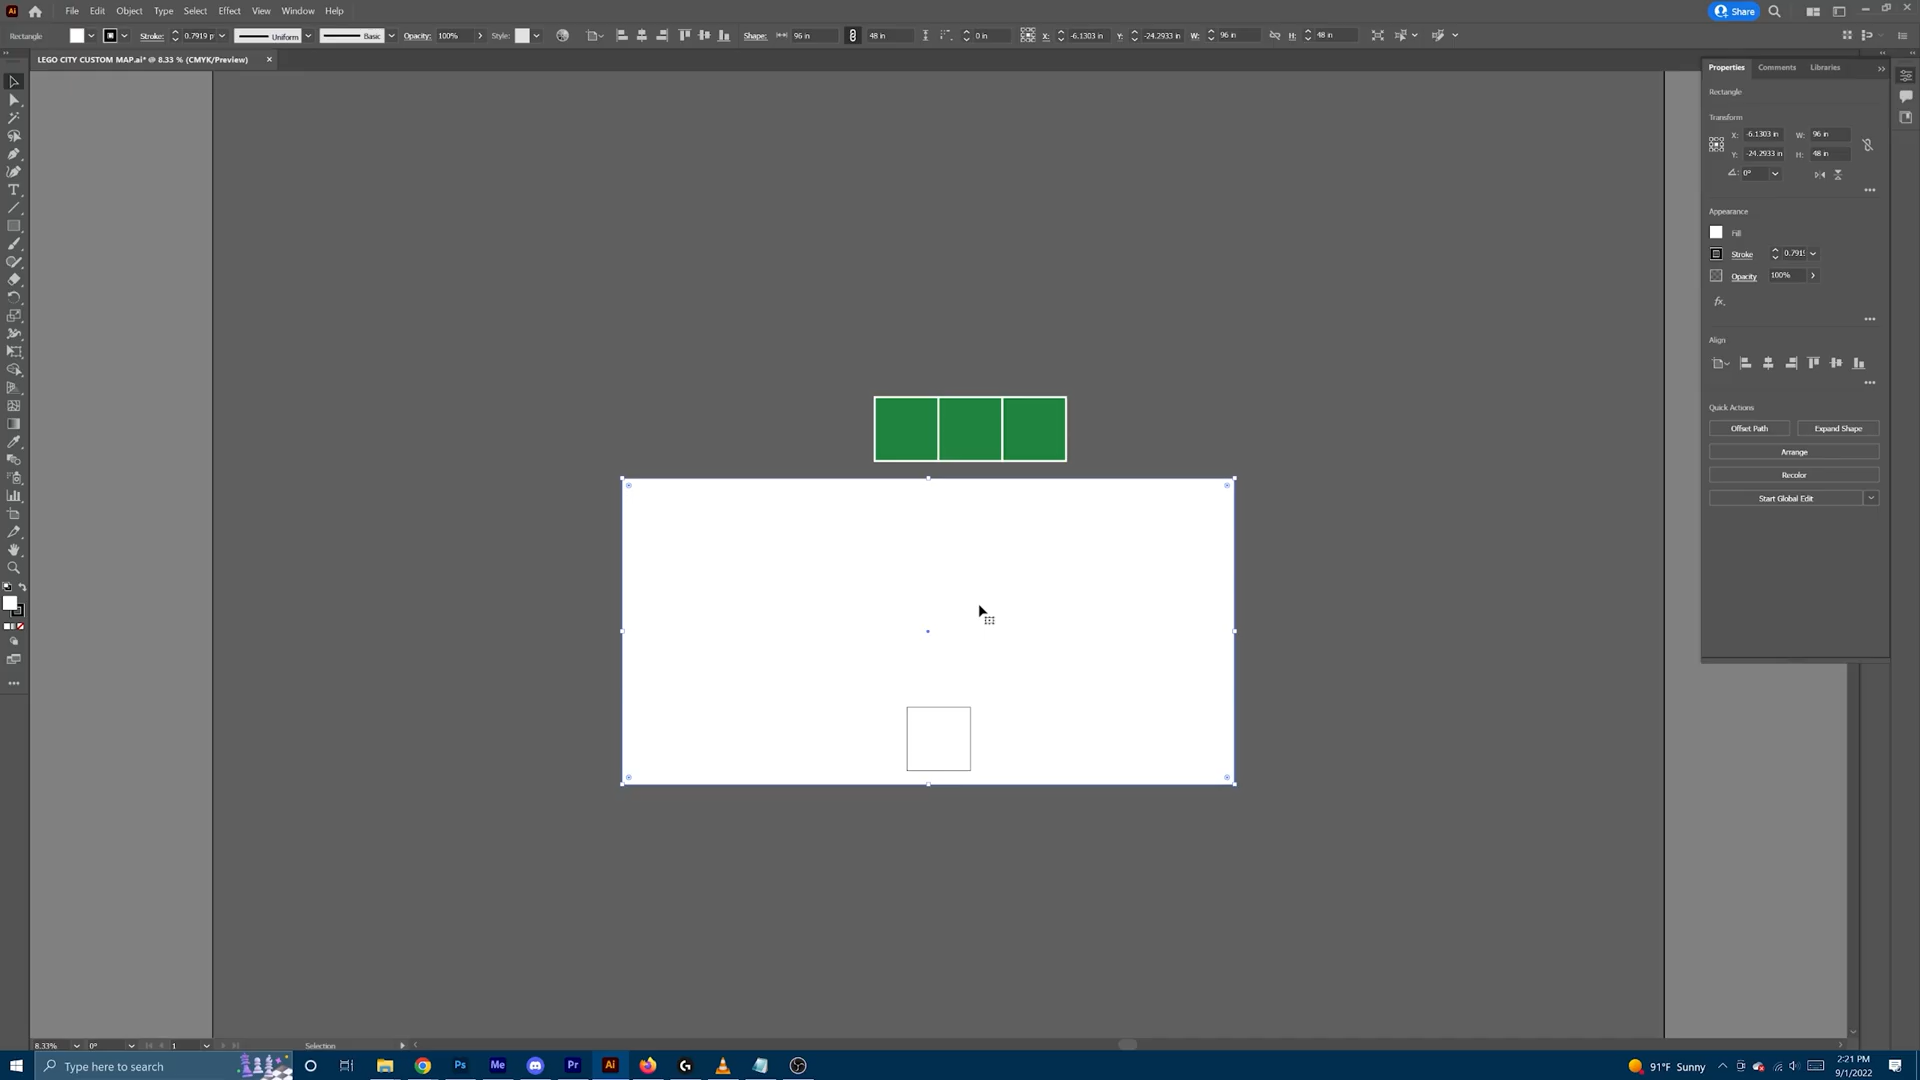 Ai File Edit Object Type Select Effect View Window Help Share
Rectangle Stroke: 0.7919 p Uniform Basic Opacity: 100% Style: Shape: 96 in 48 in 0 in X: -6.1303 in Y: -24.2933 in W: 96 in H: 48 in
LEGO CITY CUSTOM MAP.ai* @ 8.33 % (CMYK/Preview) ×
Properties Comments Libraries
Rectangle
Transform
X: -6.1303 in W: 96 in
Y: -24.2933 in H: 48 in
0°
Appearance
Fill
Stroke 0.7919
Opacity 100%
fx.
Align
Quick Actions
Offset Path Expand Shape
Arrange
Recolor
Start Global Edit
8.33% 0° 1 Selection
Type here to search Ps Me Pr Ai 91°F Sunny 2:21 PM
9/1/2022